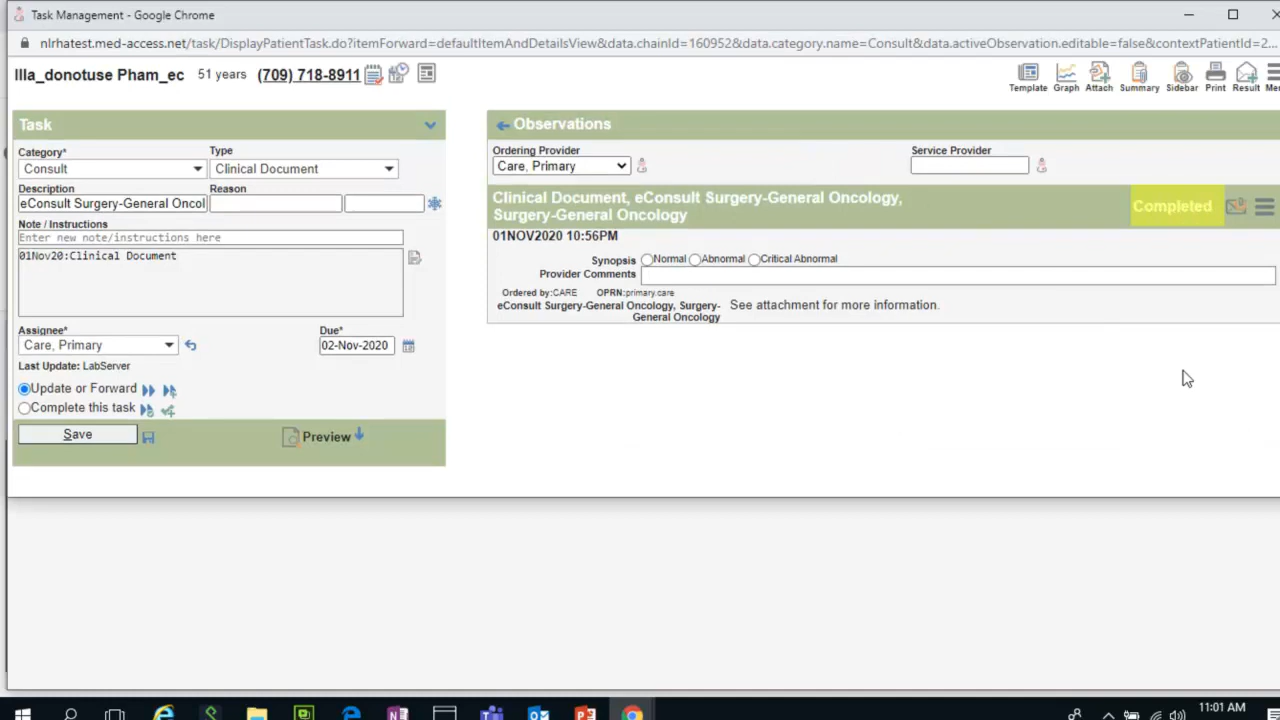 Task Management - Google Chrome
nlrhatest.med-access.net/task/DisplayPatientTask.do?itemForward=defaultItemAndDetailsView&data.chainId=160952&data.category.name=Consult&data.activeObservation.editable=false&contextPatientId=2...
Illa_donotuse Pham_ec 51 years (709) 718-8911
Template Graph Attach Summary Sidebar Print Result Men
Task
Category* Type
Consult Clinical Document
Description Reason
eConsult Surgery-General Oncol
Note / Instructions
Enter new note/instructions here
01Nov20:Clinical Document
Assignee* Due*
Care, Primary 02-Nov-2020
Last Update: LabServer
Update or Forward
Complete this task
Save Preview
Observations
Ordering Provider Service Provider
Care, Primary
Clinical Document, eConsult Surgery-General Oncology,
Surgery-General Oncology
Completed
01NOV2020 10:56PM
Synopsis Normal Abnormal Critical Abnormal
Provider Comments
Ordered by:CARE OPRN:primary.care
eConsult Surgery-General Oncology, Surgery-
General Oncology
See attachment for more information.
11:01 AM